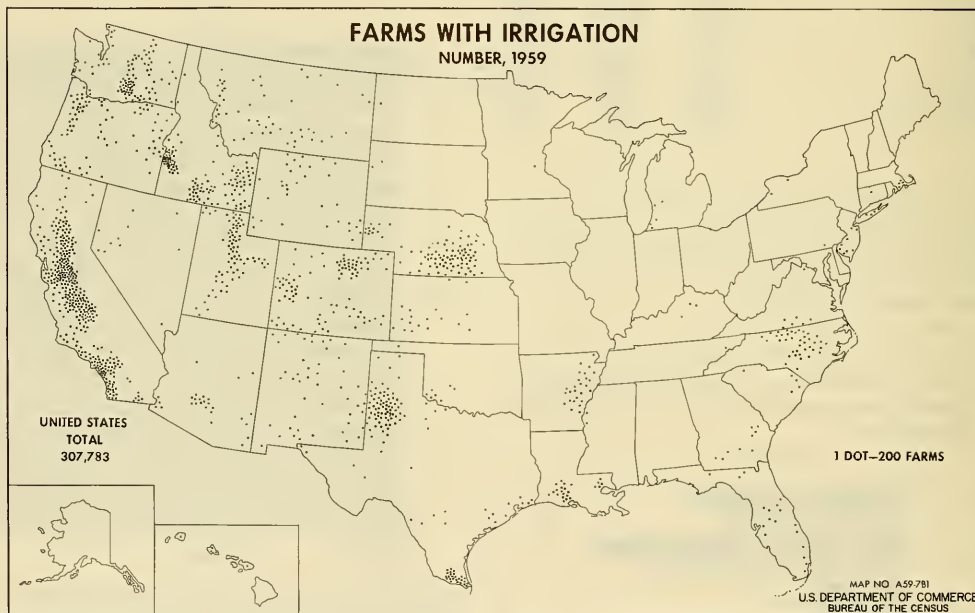 FARMS WITH IRRIGATION
NUMBER, 1959
UNITED STATES
TOTAL
307,783
1 DOT—200 FARMS
MAP NO. A59-781
U.S. DEPARTMENT OF COMMERCE
BUREAU OF THE CENSUS